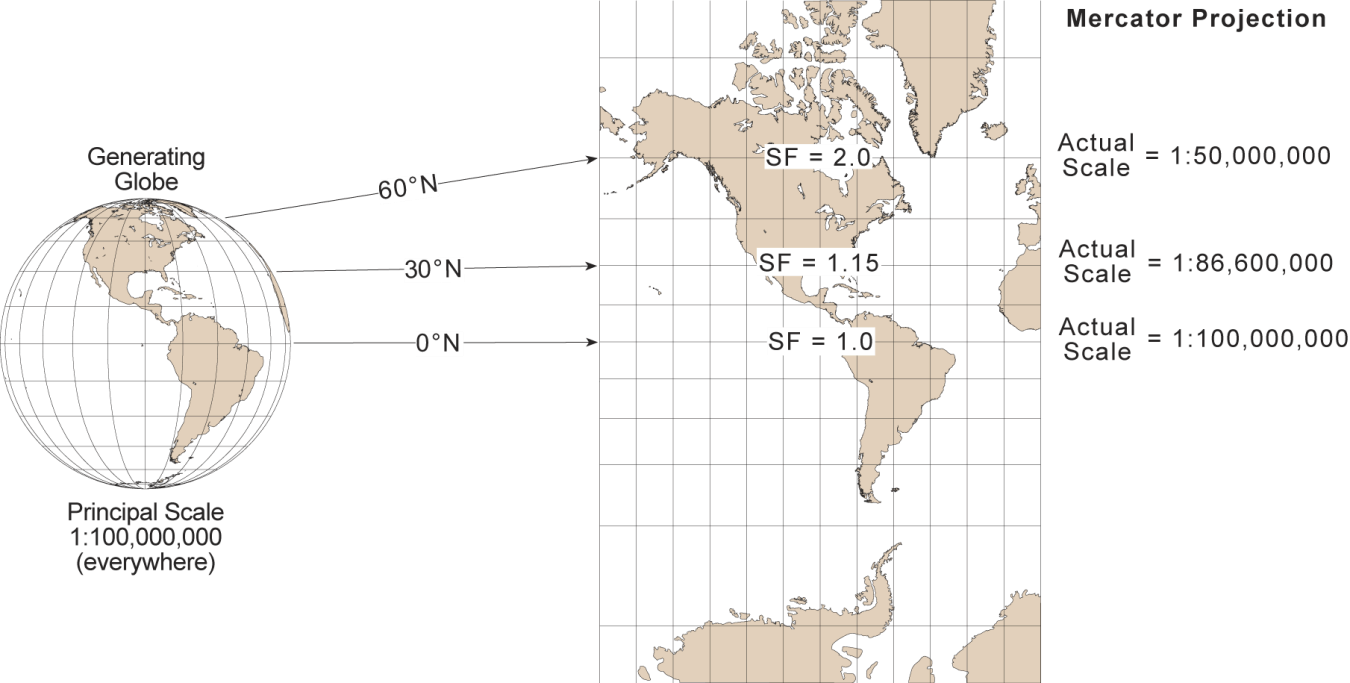 Mercator Projection
Generating
Globe
60°N
SF = 2.0
Actual
Scale
= 1:50,000,000
30°N
SF = 1.15
Actual
Scale
= 1:86,600,000
0°N
SF = 1.0
Actual
Scale
= 1:100,000,000
Principal Scale
1:100,000,000
(everywhere)